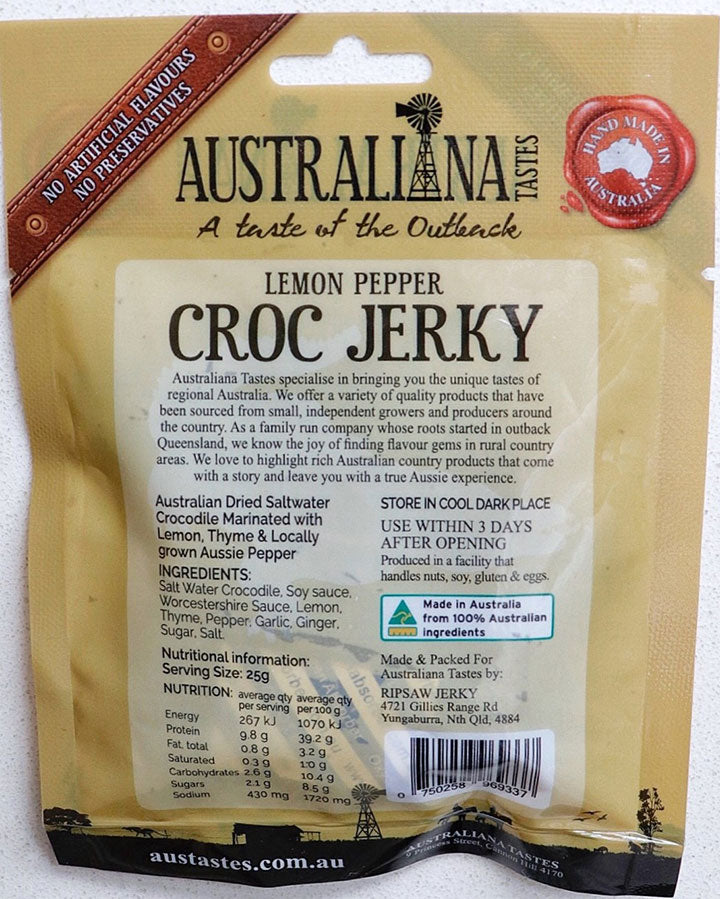 NO ARTIFICIAL FLAVOURS
NO PRESERVATIVES
AUSTRALIANA
TASTES
A taste of the Outback
HAND MADE IN
AUSTRALIA
LEMON PEPPER
CROC JERKY
Australiana Tastes specialise in bringing you the unique tastes of
regional Australia. We offer a variety of quality products that have
been sourced from small, independent growers and producers around
the country. As a family run company whose roots started in outback
Queensland, we know the joy of finding flavour gems in rural country
areas. We love to highlight rich Australian country products that come
with a story and leave you with a true Aussie experience.
Australian Dried Saltwater
Crocodile Marinated with
Lemon, Thyme & Locally
grown Aussie Pepper
INGREDIENTS:
Salt Water Crocodile, Soy sauce,
Worcestershire Sauce, Lemon,
Thyme, Pepper, Garlic, Ginger,
Sugar, Salt.
Nutritional information:
Serving Size: 25g
NUTRITION: average qty average qty
per serving per 100 g
Energy 267 kJ 1070 kJ
Protein 9.8 g 39.2 g
Fat, total 0.8 g 3.2 g
Saturated 0.3 g 1.0 g
Carbohydrates 2.6 g 10.4 g
Sugars 2.1 g 8.5 g
Sodium 430 mg 1720 mg
STORE IN COOL DARK PLACE
USE WITHIN 3 DAYS
AFTER OPENING
Produced in a facility that
handles nuts, soy, gluten & eggs.
Made in Australia
from 100% Australian
ingredients
Made & Packed For
Australiana Tastes by:
RIPSAW JERKY
4721 Gillies Range Rd
Yungaburra, Nth Qld, 4884
0 750258 969337
austastes.com.au
AUSTRALIANA TASTES
9 Princess Street, Cannon Hill 4170